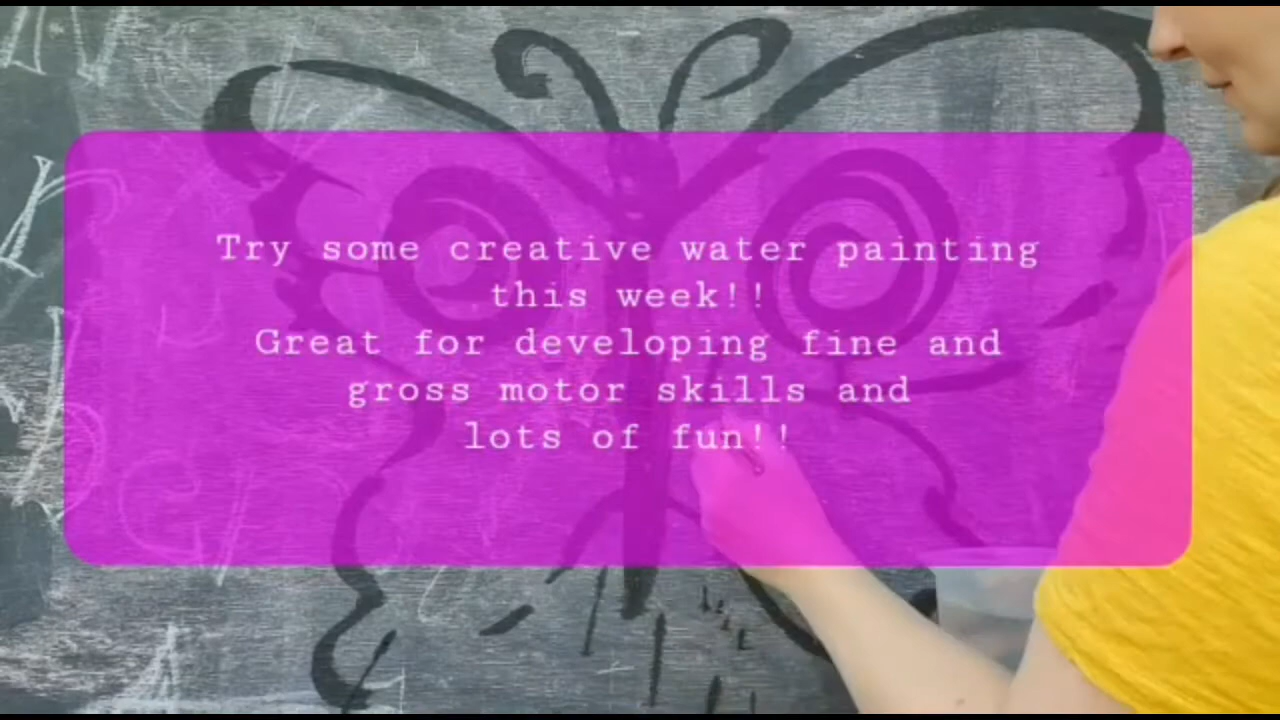 Try some creative water painting
this week!!
Great for developing fine and
gross motor skills and
lots of fun!!